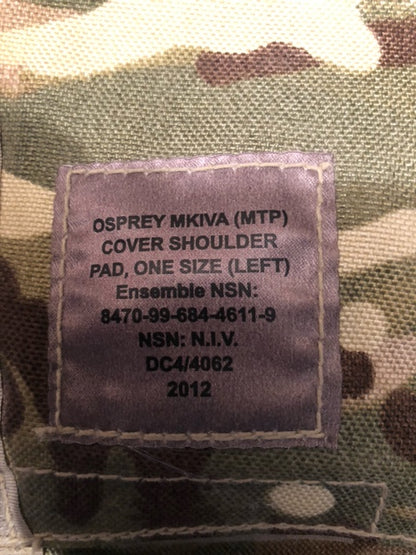 OSPREY MKIVA (MTP)
COVER SHOULDER
PAD, ONE SIZE (LEFT)
Ensemble NSN:
8470-99-684-4611-9
NSN: N.I.V.
DC4/4062
2012